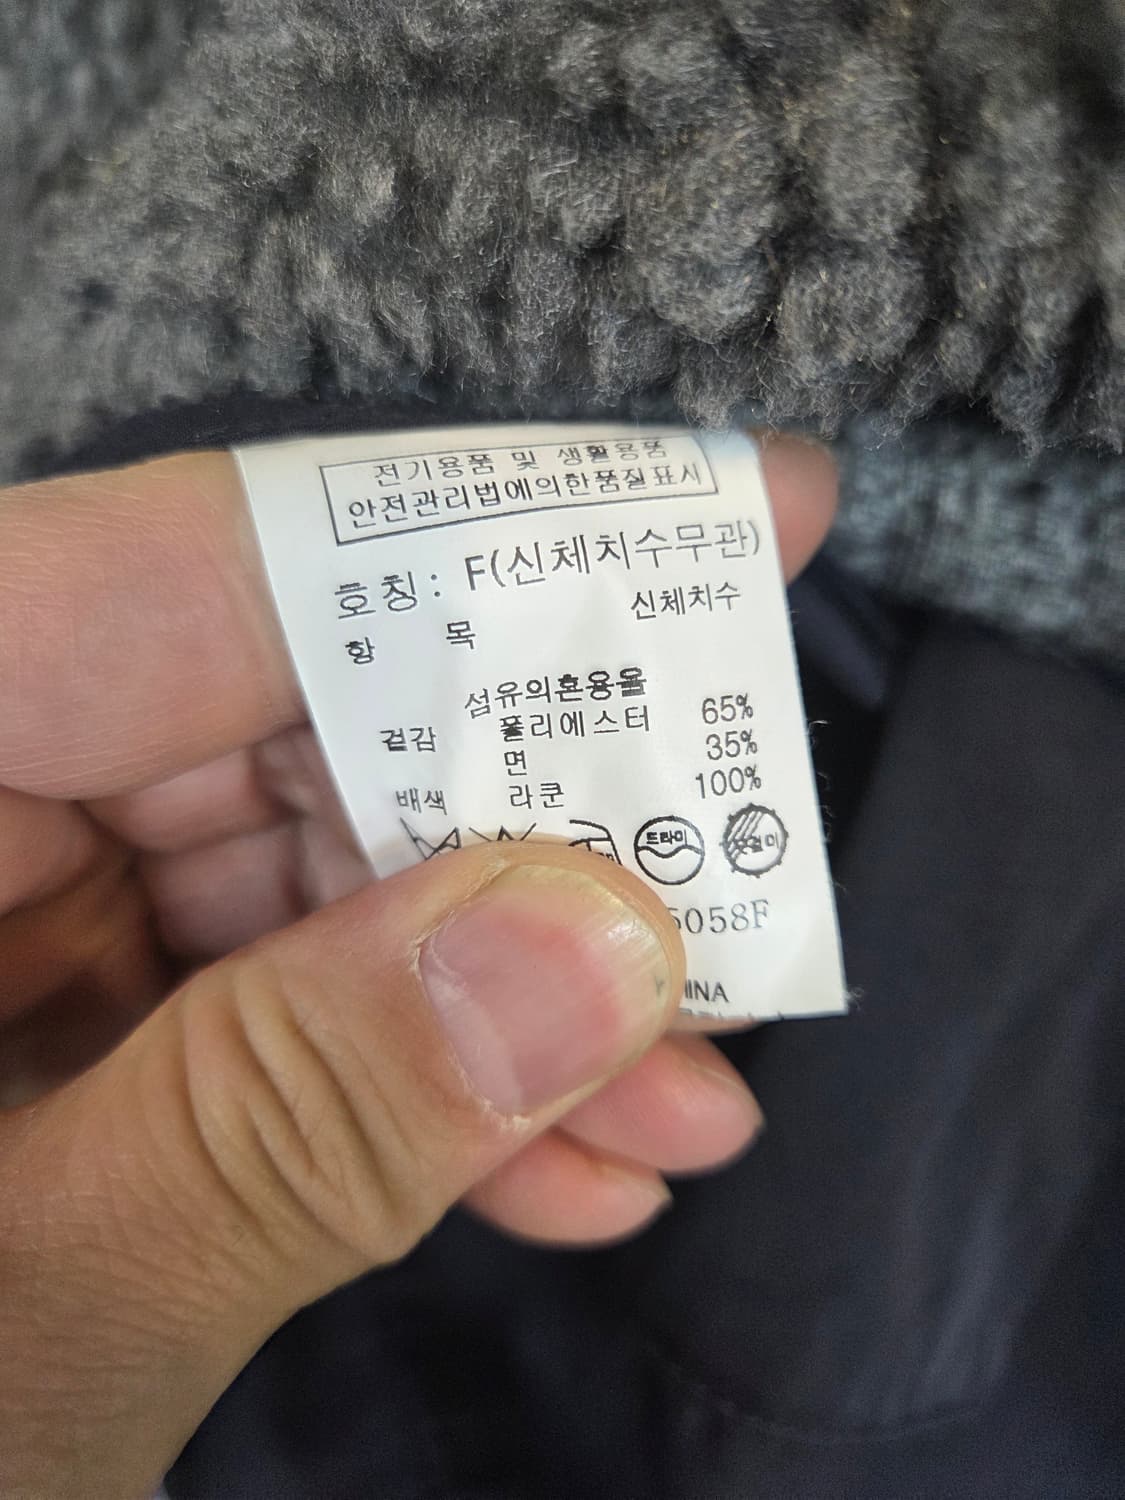 전기용품 및 생활용품
안전관리법에의한품질표시
호칭: F(신체치수무관)
항 목 신체치수
섬유의혼용율
겉감 폴리에스터 65%
면 35%
배색 라쿤 100%
드라이
5058F